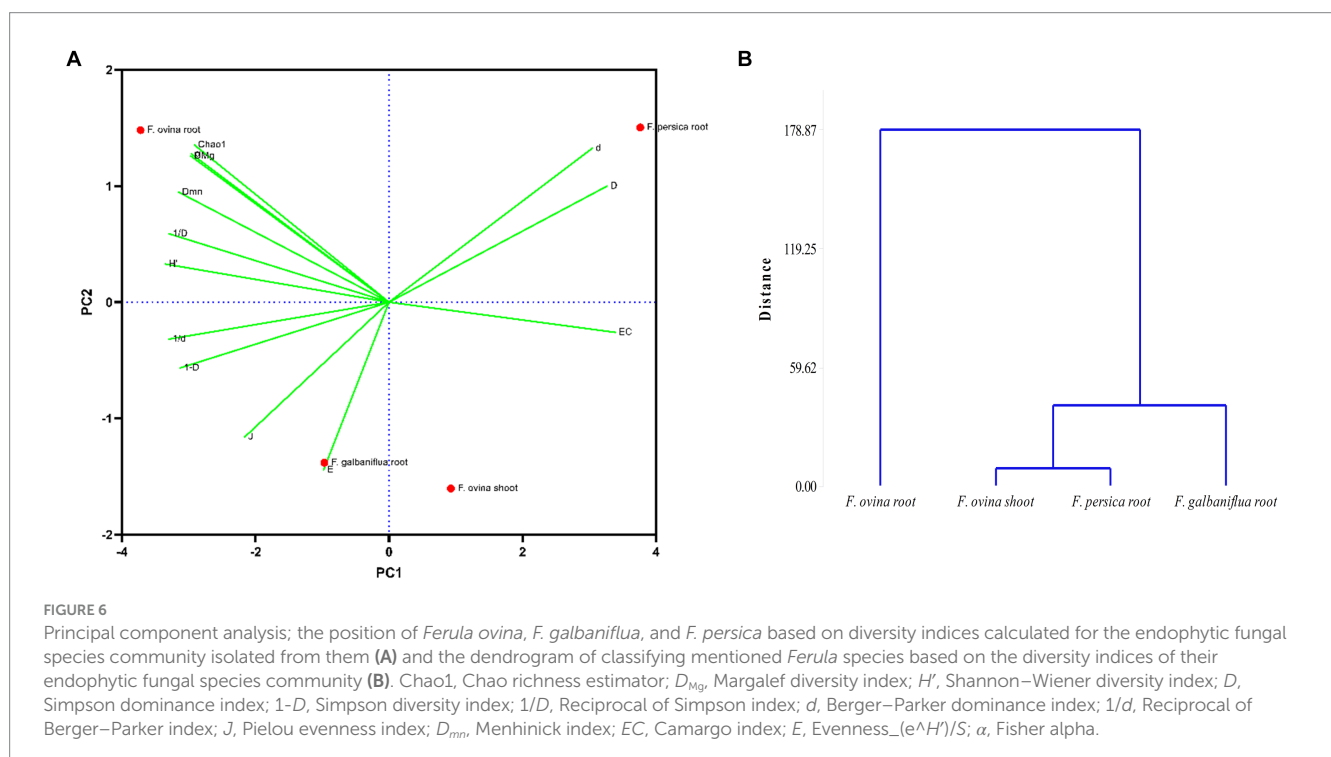 A
2
1
0
-1
-2
PC2
-4
-2
0
2
4
PC1
F. ovina root
Chao1
DMg
Dmn
1/D
H'
1/d
1-D
J
F. galbaniflua root
E
F. ovina shoot
F. persica root
d
D
EC
B
178.87
119.25
59.62
0.00
Distance
F. ovina root
F. ovina shoot
F. persica root
F. galbaniflua root
FIGURE 6
Principal component analysis; the position of Ferula ovina, F. galbaniflua, and F. persica based on diversity indices calculated for the endophytic fungal
species community isolated from them (A) and the dendrogram of classifying mentioned Ferula species based on the diversity indices of their
endophytic fungal species community (B). Chao1, Chao richness estimator; DMg, Margalef diversity index; H′, Shannon–Wiener diversity index; D,
Simpson dominance index; 1-D, Simpson diversity index; 1/D, Reciprocal of Simpson index; d, Berger–Parker dominance index; 1/d, Reciprocal of
Berger–Parker index; J, Pielou evenness index; Dmn, Menhinick index; EC, Camargo index; E, Evenness_(e^H′)/S; α, Fisher alpha.